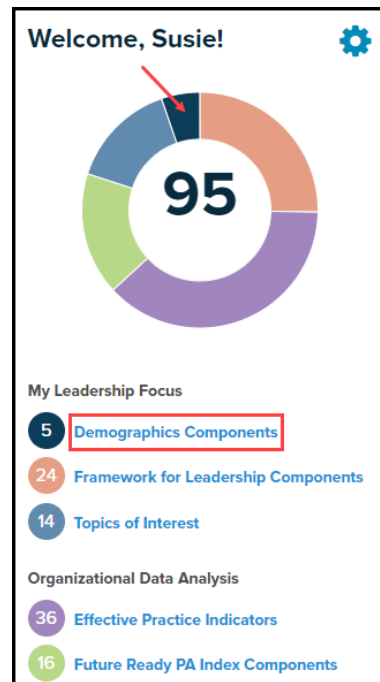 Welcome, Susie!
95
My Leadership Focus
5 Demographics Components
24 Framework for Leadership Components
14 Topics of Interest
Organizational Data Analysis
36 Effective Practice Indicators
16 Future Ready PA Index Components